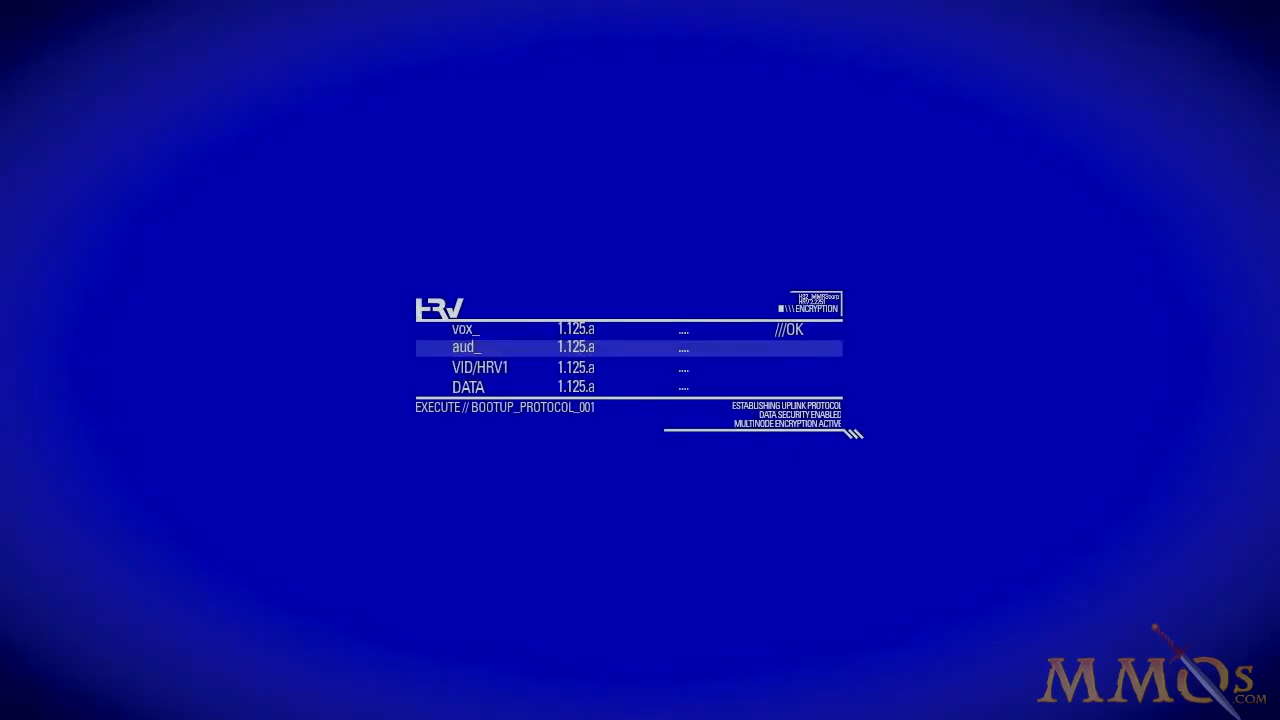 HRV
\\\ENCRYPTION
vox_ 1.125.a .... ///OK
aud_ 1.125.a ....
VID/HRV1 1.125.a ....
DATA 1.125.a ....
EXECUTE // BOOTUP_PROTOCOL_001
ESTABLISHING UPLINK PROTOCOL
DATA SECURITY ENABLED
MULTINODE ENCRYPTION ACTIVE
MMOs.COM